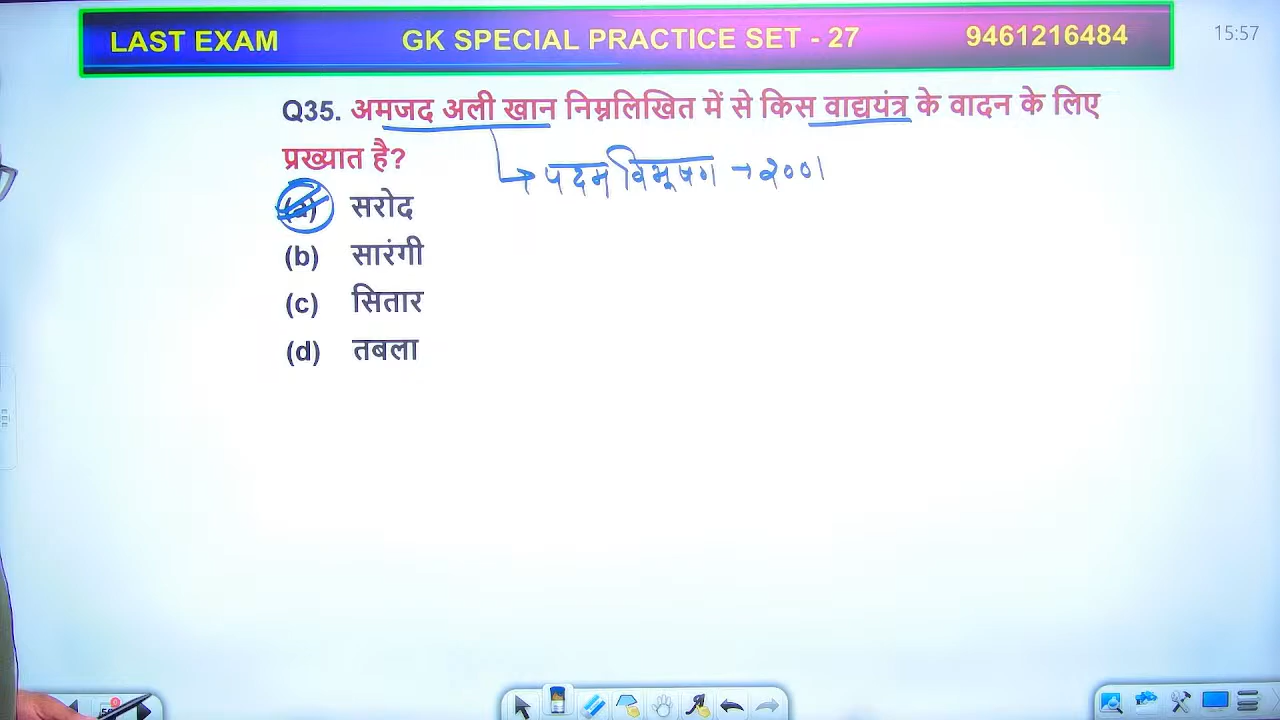 LAST EXAM GK SPECIAL PRACTICE SET - 27 9461216484 15:57
Q35. अमजद अली खान निम्नलिखित में से किस वाद्ययंत्र के वादन के लिए
प्रख्यात है?
→ पदम विभूषण → २००१
(a) सरोद
(b) सारंगी
(c) सितार
(d) तबला